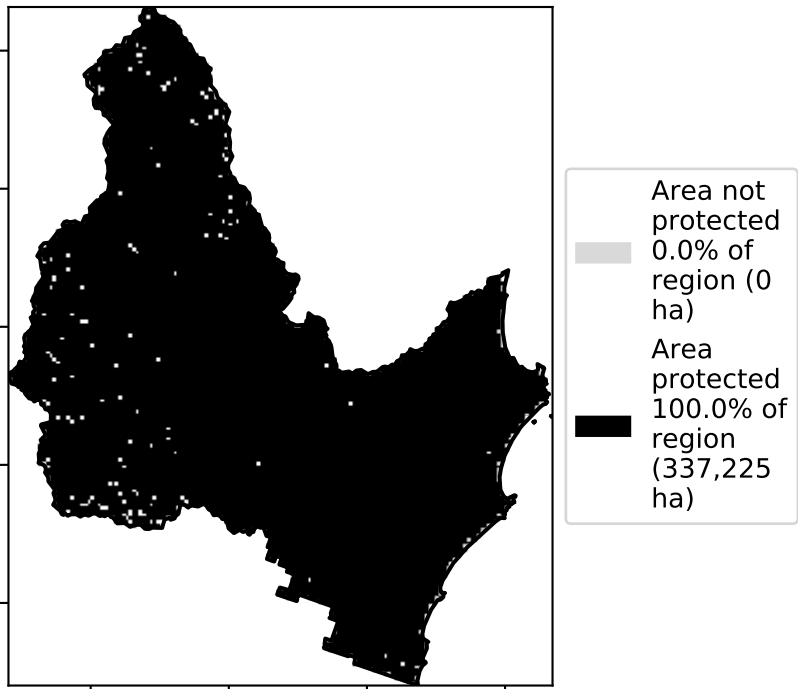 Area not
protected
0.0% of
region (0
ha)
Area
protected
100.0% of
region
(337,225
ha)